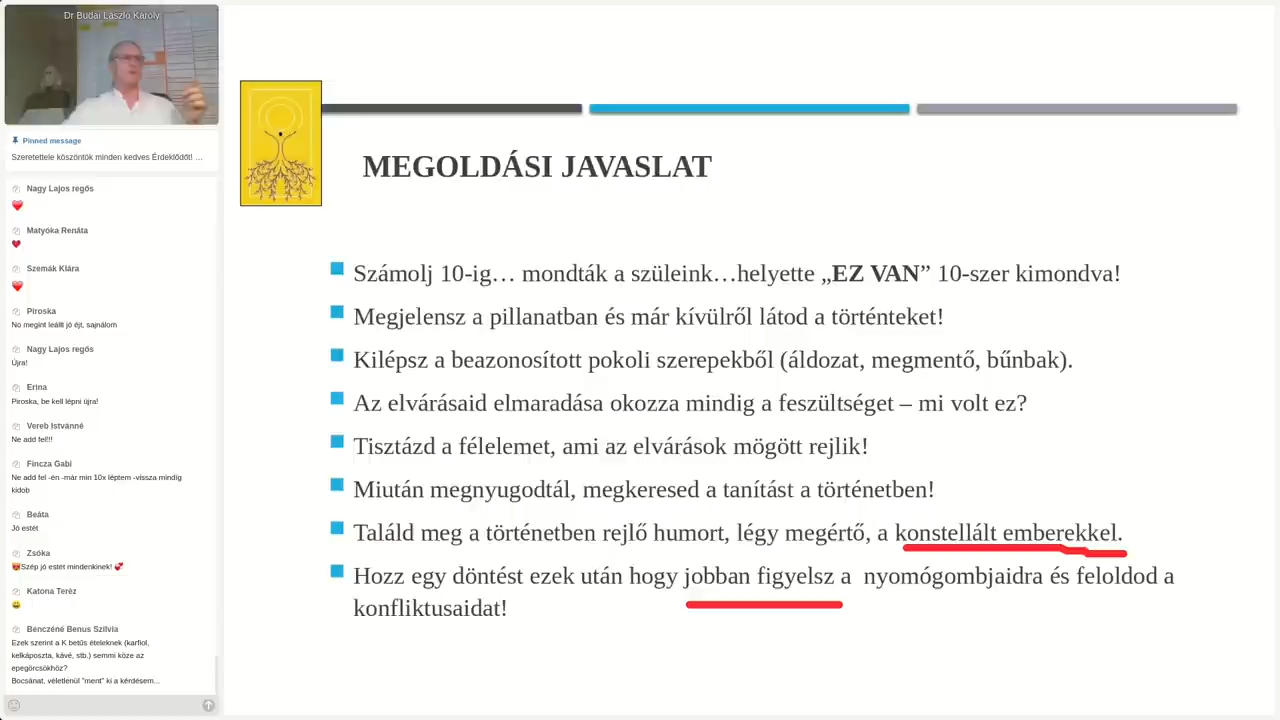 Dr Budai László Károly
Pinned message
Szeretettele köszöntök minden kedves Érdeklődőt! …
Nagy Lajos regős
Matyóka Renáta
Szemák Klára
Piroska
No megint leállt jó éjt, sajnálom
Nagy Lajos regős
Újra!
Erina
Piroska, be kell lépni újra!
Vereb Istvánné
Ne add fel!!!
Fincza Gabi
Ne add fel -én -már min 10x léptem -vissza mindíg
kidob
Beáta
Jó estét
Zsóka
Szép jó estét mindenkinek!
Katona Teréz
Benczéné Benus Szilvia
Ezek szerint a K betűs ételeknek (karfiol,
kelkáposzta, kávé, stb.) semmi köze az
epegörcsökhöz?
Bocsánat, véletlenül "ment" ki a kérdésem...
MEGOLDÁSI JAVASLAT
Számolj 10-ig… mondták a szüleink…helyette „EZ VAN” 10-szer kimondva!
Megjelensz a pillanatban és már kívülről látod a történteket!
Kilépsz a beazonosított pokoli szerepekből (áldozat, megmentő, bűnbak).
Az elvárásaid elmaradása okozza mindig a feszültséget – mi volt ez?
Tisztázd a félelemet, ami az elvárások mögött rejlik!
Miután megnyugodtál, megkeresed a tanítást a történetben!
Találd meg a történetben rejlő humort, légy megértő, a konstellált emberekkel.
Hozz egy döntést ezek után hogy jobban figyelsz a  nyomógombjaidra és feloldod a
konfliktusaidat!